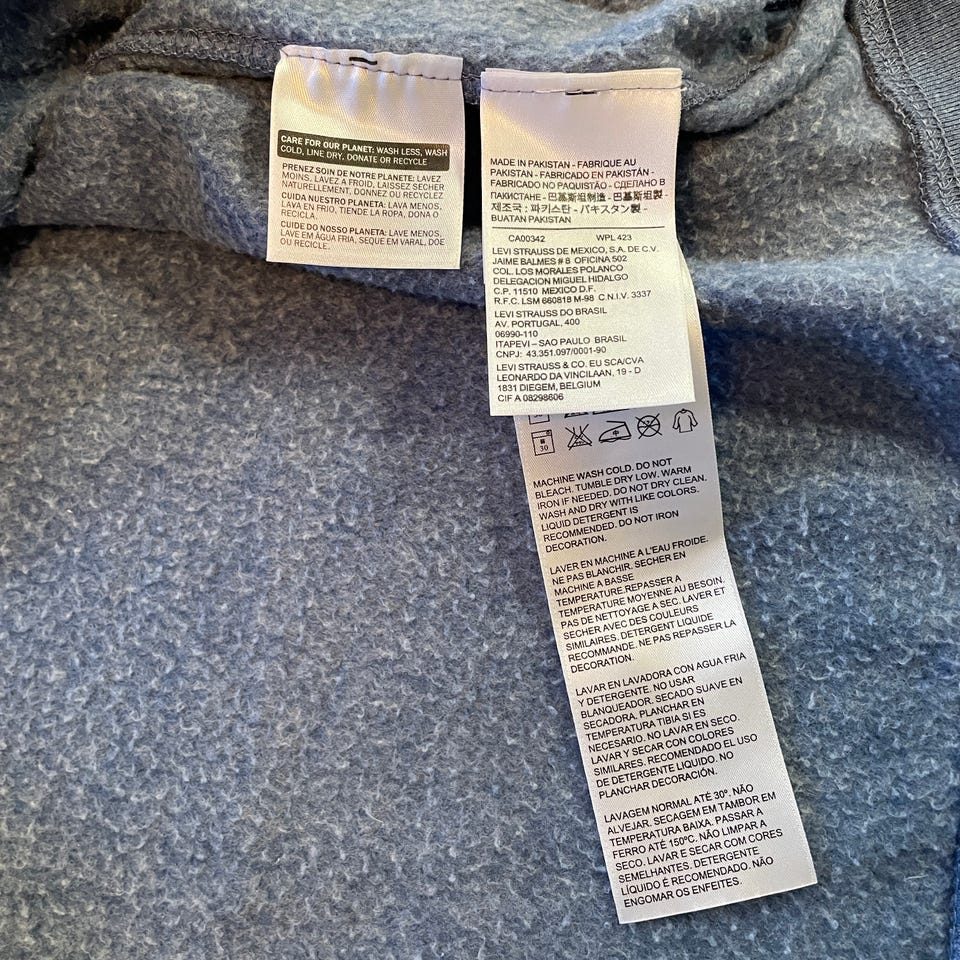 CARE FOR OUR PLANET: WASH LESS, WASH
COLD, LINE DRY. DONATE OR RECYCLE
PRENEZ SOIN DE NOTRE PLANETE: LAVEZ
MOINS. LAVEZ A FROID, LAISSEZ SECHER
NATURELLEMENT, DONNEZ OU RECYCLEZ
CUIDA NUESTRO PLANETA: LAVA MENOS,
LAVA EN FRIO, TIENDE LA ROPA, DONA O
RECICLA.
CUIDE DO NOSSO PLANETA: LAVE MENOS,
LAVE EM ÁGUA FRIA, SEQUE EM VARAL, DOE
OU RECICLE.
MADE IN PAKISTAN - FABRIQUE AU
PAKISTAN - FABRICADO EN PAKISTÁN -
FABRICADO NO PAQUISTÃO - СДЕЛАНО В
ПАКИСТАНЕ - 巴基斯坦制造 - 巴基斯坦製 -
제조국 : 파키스탄 - パキスタン製 -
BUATAN PAKISTAN
CA00342 WPL 423
LEVI STRAUSS DE MEXICO, S.A. DE C.V.
JAIME BALMES # 8 OFICINA 502
COL. LOS MORALES POLANCO
DELEGACION MIGUEL HIDALGO
C.P. 11510 MEXICO D.F.
R.F.C. LSM 660818 M-98 C.N.I.V. 3337
LEVI STRAUSS DO BRASIL
AV. PORTUGAL, 400
06990-110
ITAPEVI – SAO PAULO BRASIL
CNPJ: 43.351.097/0001-90
LEVI STRAUSS & CO. EU SCA/CVA
LEONARDO DA VINCILAAN, 19 - D
1831 DIEGEM, BELGIUM
CIF A 08298606
30
MACHINE WASH COLD. DO NOT
BLEACH. TUMBLE DRY LOW. WARM
IRON IF NEEDED. DO NOT DRY CLEAN.
WASH AND DRY WITH LIKE COLORS.
LIQUID DETERGENT IS
RECOMMENDED. DO NOT IRON
DECORATION.
LAVER EN MACHINE A L'EAU FROIDE.
NE PAS BLANCHIR. SECHER EN
MACHINE A BASSE
TEMPERATURE.REPASSER A
TEMPERATURE MOYENNE AU BESOIN.
PAS DE NETTOYAGE A SEC. LAVER ET
SECHER AVEC DES COULEURS
SIMILAIRES. DETERGENT LIQUIDE
RECOMMANDE. NE PAS REPASSER LA
DECORATION.
LAVAR EN LAVADORA CON AGUA FRIA
Y DETERGENTE. NO USAR
BLANQUEADOR. SECADO SUAVE EN
SECADORA. PLANCHAR EN
TEMPERATURA TIBIA SI ES
NECESARIO. NO LAVAR EN SECO.
LAVAR Y SECAR CON COLORES
SIMILARES. RECOMENDADO EL USO
DE DETERGENTE LIQUIDO. NO
PLANCHAR DECORACIÓN.
LAVAGEM NORMAL ATÉ 30º. NÃO
ALVEJAR. SECAGEM EM TAMBOR EM
TEMPERATURA BAIXA. PASSAR A
FERRO ATÉ 150ºC. NÃO LIMPAR A
SECO. LAVAR E SECAR COM CORES
SEMELHANTES. DETERGENTE
LÍQUIDO É RECOMENDADO. NÃO
ENGOMAR OS ENFEITES.